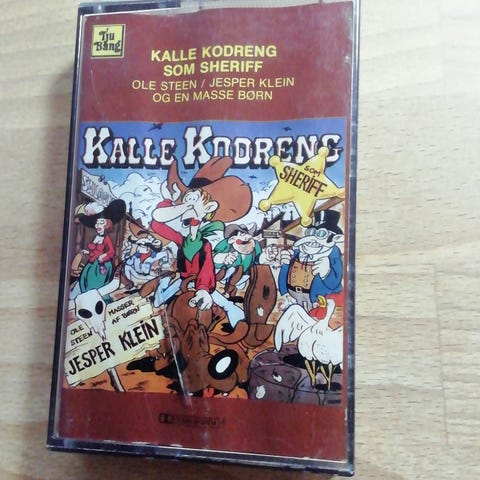 Tju
Bang
KALLE KODRENG
SOM SHERIFF
OLE STEEN / JESPER KLEIN
OG EN MASSE BØRN
KALLE KODRENG
SOM
SHERIFF
OLE
STEEN
MASSER
AF BØRN
JESPER KLEIN